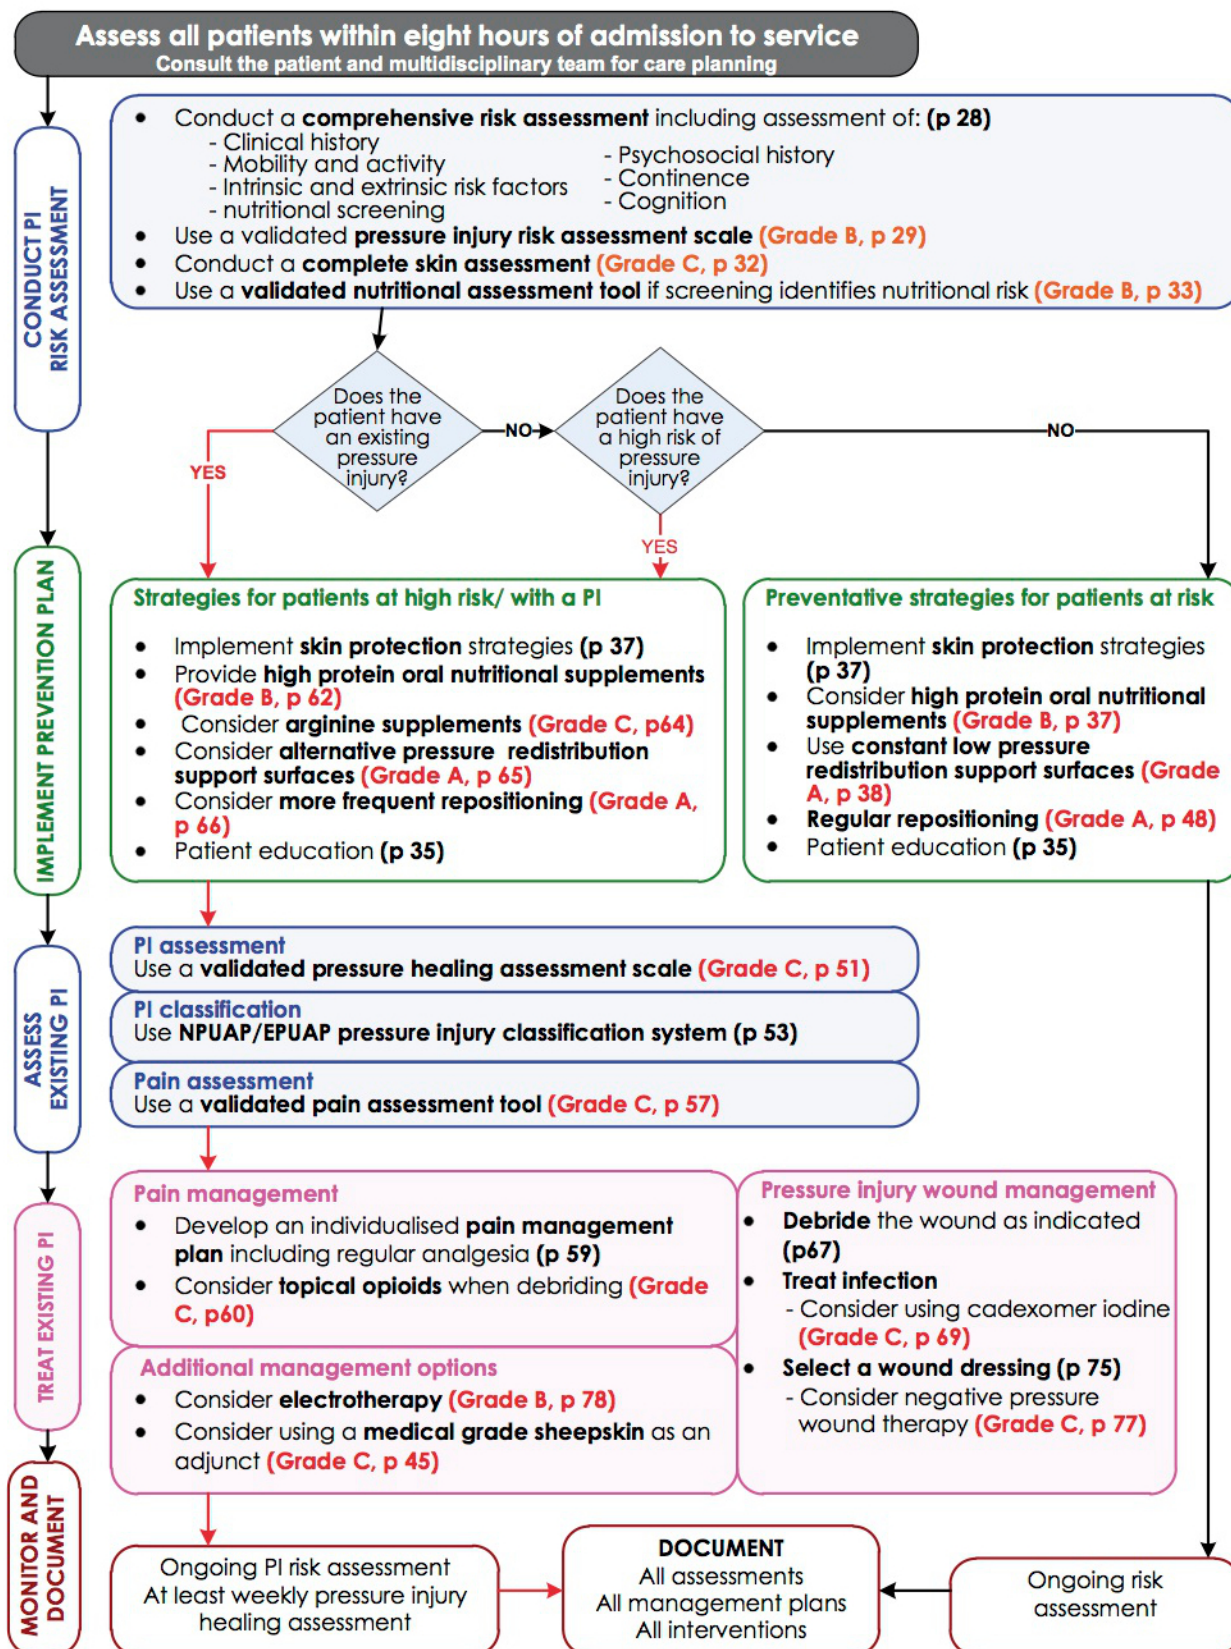 Assess all patients within eight hours of admission to service
Consult the patient and multidisciplinary team for care planning
CONDUCT PI
RISK ASSESSMENT
• Conduct a comprehensive risk assessment including assessment of: (p 28)
- Clinical history
- Mobility and activity
- Intrinsic and extrinsic risk factors
- nutritional screening
- Psychosocial history
- Continence
- Cognition
• Use a validated pressure injury risk assessment scale (Grade B, p 29)
• Conduct a complete skin assessment (Grade C, p 32)
• Use a validated nutritional assessment tool if screening identifies nutritional risk (Grade B, p 33)
Does the
patient have
an existing
pressure
injury?
NO
Does the
patient have
a high risk of
pressure
injury?
NO
YES
YES
IMPLEMENT PREVENTION PLAN
Strategies for patients at high risk/ with a PI
• Implement skin protection strategies (p 37)
• Provide high protein oral nutritional supplements
(Grade B, p 62)
• Consider arginine supplements (Grade C, p64)
• Consider alternative pressure redistribution
support surfaces (Grade A, p 65)
• Consider more frequent repositioning (Grade A,
p 66)
• Patient education (p 35)
Preventative strategies for patients at risk
• Implement skin protection strategies
(p 37)
• Consider high protein oral nutritional
supplements (Grade B, p 37)
• Use constant low pressure
redistribution support surfaces (Grade
A, p 38)
• Regular repositioning (Grade A, p 48)
• Patient education (p 35)
ASSESS
EXISTING PI
PI assessment
Use a validated pressure healing assessment scale (Grade C, p 51)
PI classification
Use NPUAP/EPUAP pressure injury classification system (p 53)
Pain assessment
Use a validated pain assessment tool (Grade C, p 57)
TREAT EXISTING PI
Pain management
• Develop an individualised pain management
plan including regular analgesia (p 59)
• Consider topical opioids when debriding (Grade
C, p60)
Additional management options
• Consider electrotherapy (Grade B, p 78)
• Consider using a medical grade sheepskin as an
adjunct (Grade C, p 45)
Pressure injury wound management
• Debride the wound as indicated
(p67)
• Treat infection
- Consider using cadexomer iodine
(Grade C, p 69)
• Select a wound dressing (p 75)
- Consider negative pressure
wound therapy (Grade C, p 77)
MONITOR AND
DOCUMENT
Ongoing PI risk assessment
At least weekly pressure injury
healing assessment
DOCUMENT
All assessments
All management plans
All interventions
Ongoing risk
assessment